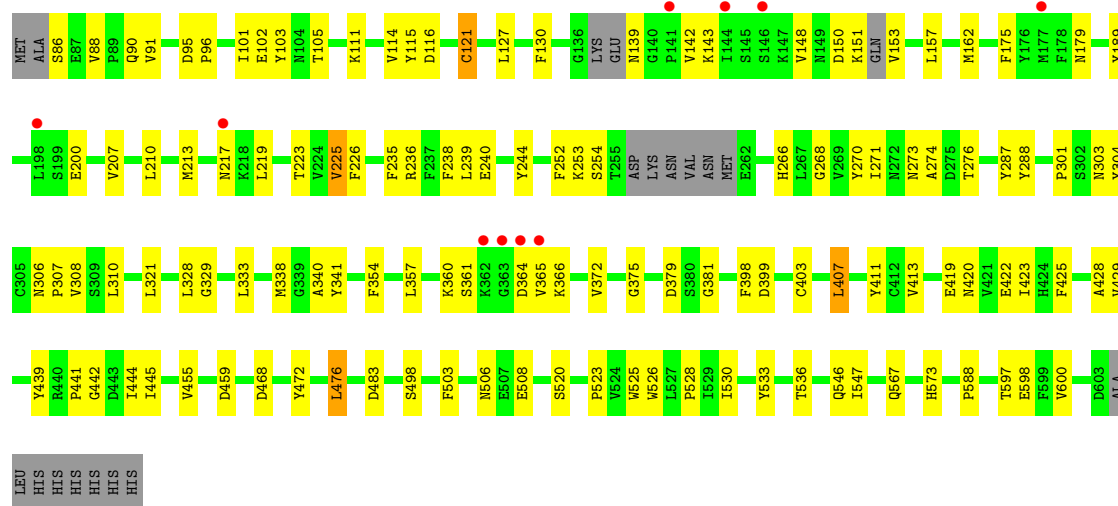 MET ALA S86 E87 V88 P89 Q90 V91 D95 P96 I101 E102 Y103 N104 T105 K111 V114 Y115 D116 C121 L127 F130 G136 LYS GLU N139 G140 P141 V142 K143 I144 S145 S146 K147 V148 N149 D150 K151 GLN V153 L157 M162 F175 Y176 M177 F178 N179
L198 S199 E200 V207 L210 M213 N217 K218 L219 T223 V224 V225 F226 F235 R236 F237 F238 L239 E240 Y244 F252 K253 S254 T255 ASP LYS ASN VAL ASN MET E262 H266 L267 G268 V269 Y270 I271 N272 N273 A274 D275 T276 Y287 Y288 P301 S302 N303
C305 N306 P307 V308 S309 L310 L321 L328 G329 L333 M338 G339 A340 Y341 F354 L357 K360 S361 K362 G363 D364 V365 K366 V372 G375 D379 S380 G381 F398 D399 C403 L407 Y411 C412 V413 E419 N420 V421 E422 I423 H424 F425 A428
Y439 R440 P441 G442 D443 I444 I445 V455 D459 D468 Y472 L476 D483 S498 F503 N506 E507 E508 S520 P523 V524 W525 W526 L527 P528 I529 I530 Y533 T536 Q546 I547 Q567 H573 P588 T597 E598 F599 V600 D603 ALA
LEU HIS HIS HIS HIS HIS HIS